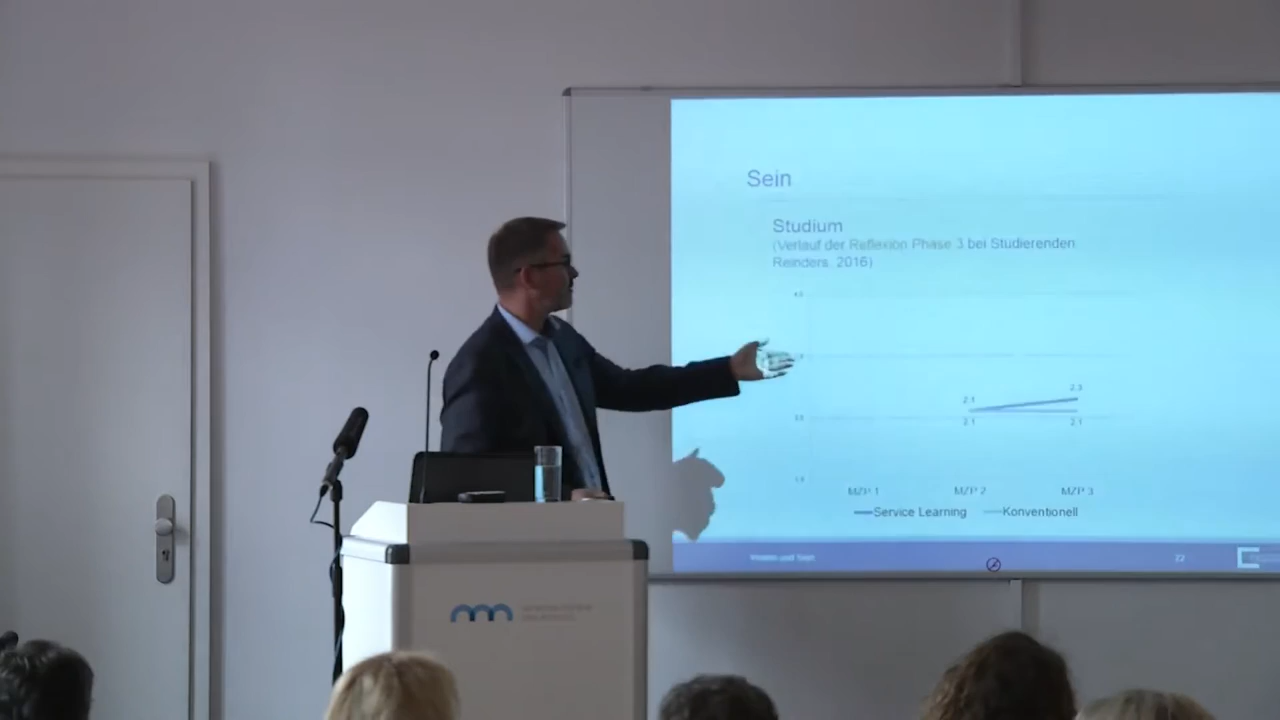 Sein
Studium
(Verlauf der Reflexion Phase 3 bei Studierenden
Reinders, 2016)
2.3
2.1
2.1
2.1
MZP 1
MZP 2
MZP 3
Service Learning
Konventionell
22